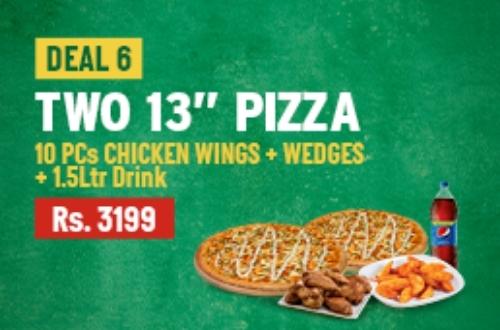 DEAL 6
TWO 13" PIZZA
10 PCs CHICKEN WINGS + WEDGES
+ 1.5Ltr Drink
Rs. 3199